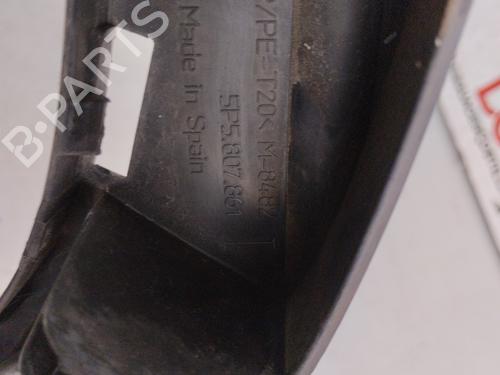 P/PE-T20< M-8482
5P5.807.861
Made in Spain
B-PARTS